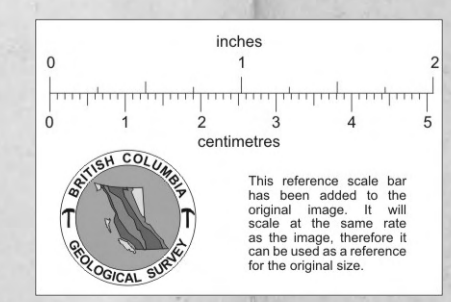 inches
0 1 2
0 1 2 3 4 5
centimetres
BRITISH COLUMBIA
GEOLOGICAL SURVEY
This reference scale bar
has been added to the
original image. It will
scale at the same rate
as the image, therefore it
can be used as a reference
for the original size.